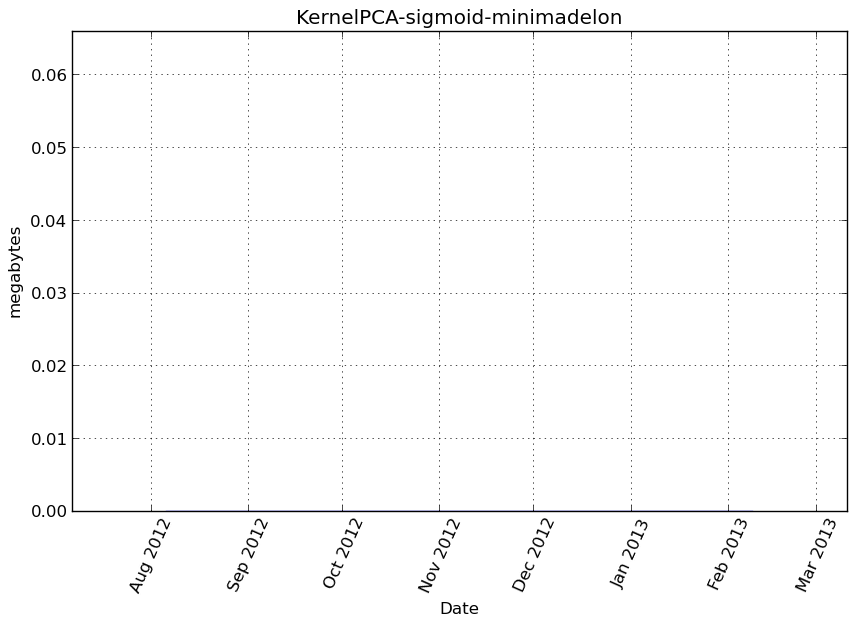 KernelPCA-sigmoid-minimadelon
0.06
0.05
0.04
0.03
0.02
0.01
0.00
megabytes
Aug 2012
Sep 2012
Oct 2012
Nov 2012
Dec 2012
Jan 2013
Feb 2013
Mar 2013
Date